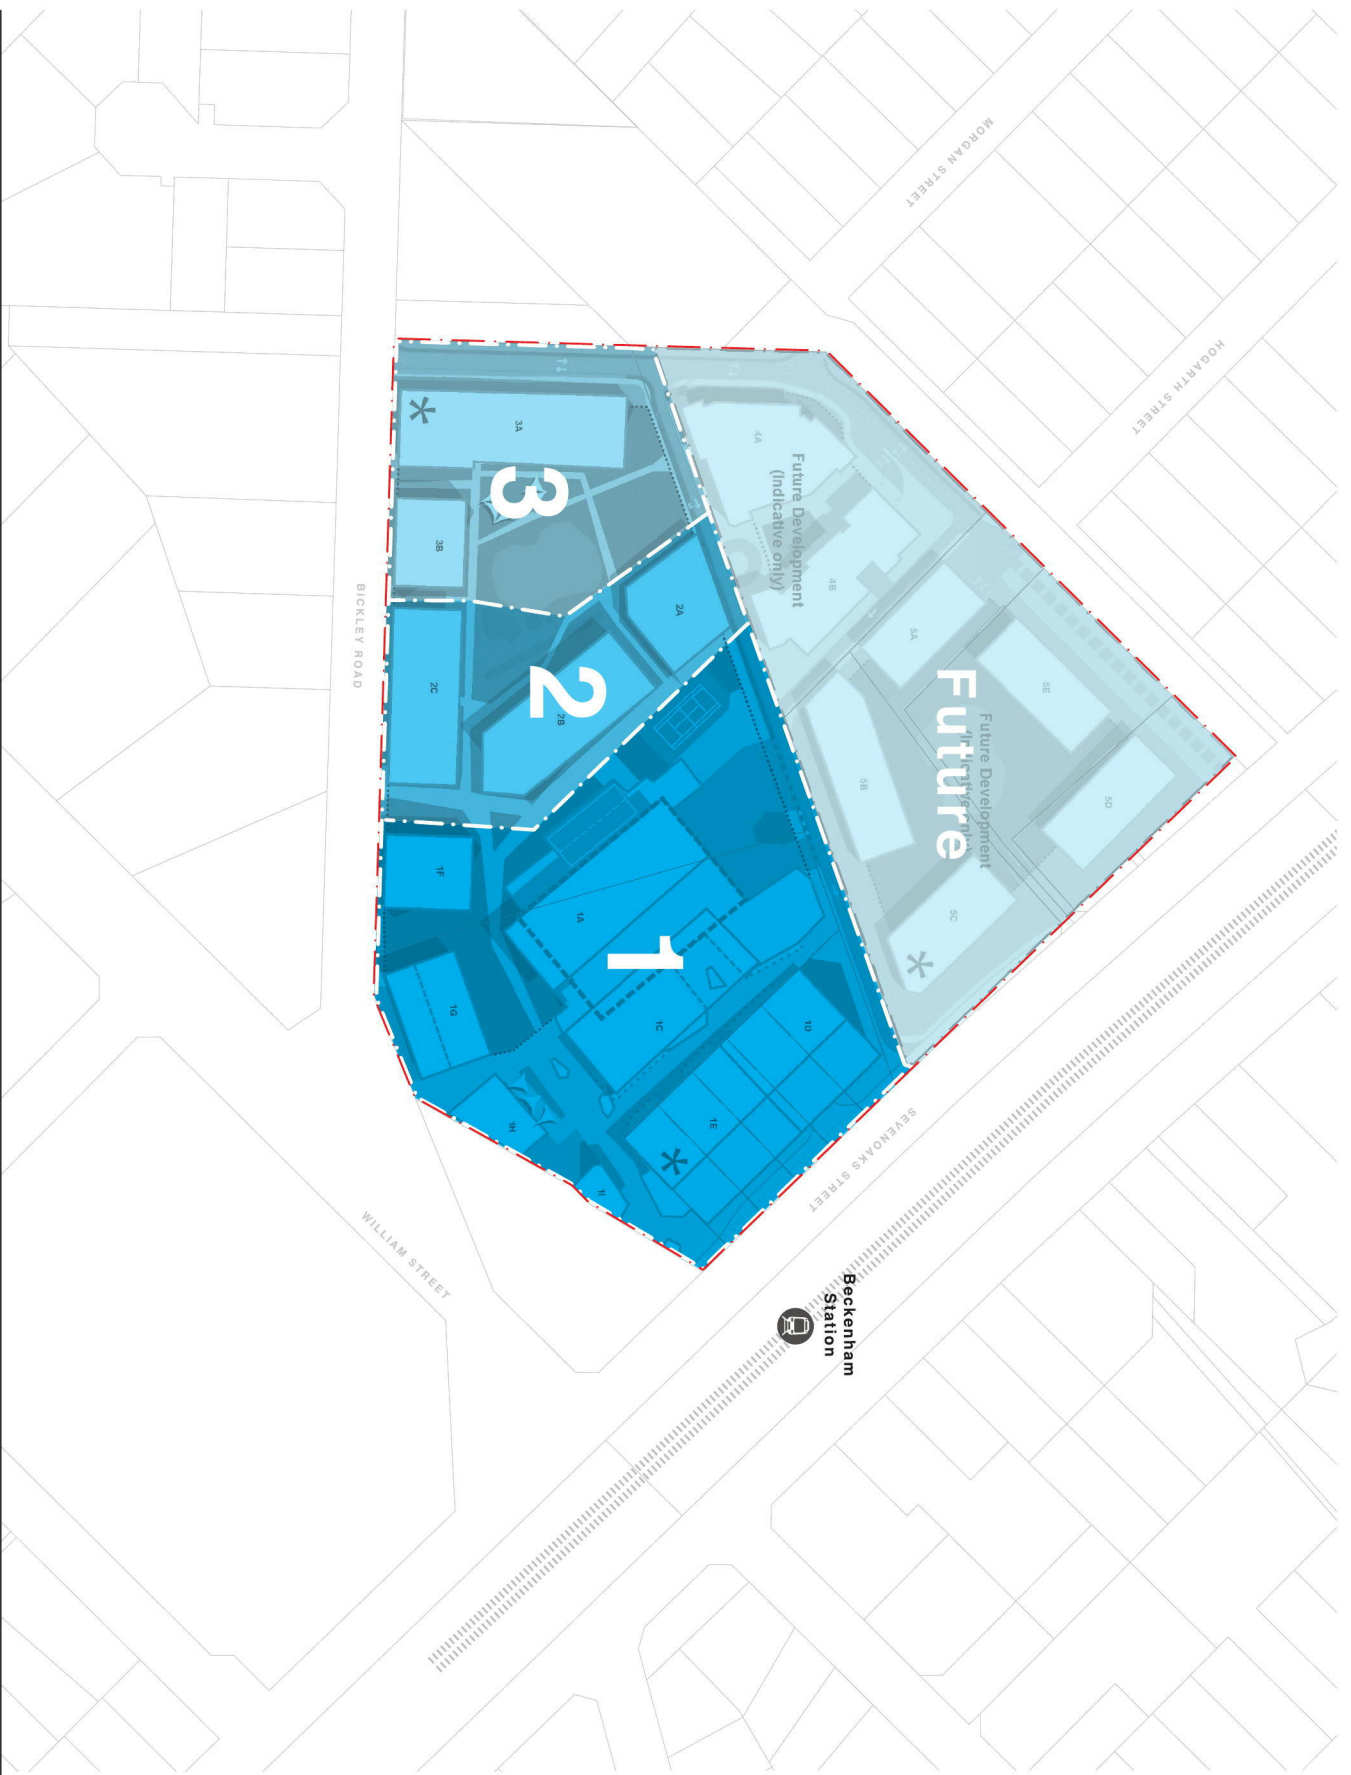 MORGAN STREET
HOGARTH STREET
Future Development
(Indicative only)
4A
4B
5A
5E
Future
Future Development
5B
5D
5C
3A
3
3B
2A
2
2B
2C
1
1A
1C
1D
1E
1F
1G
1H
1I
BICKLEY ROAD
SEVENOAKS STREET
WILLIAM STREET
Beckenham
Station